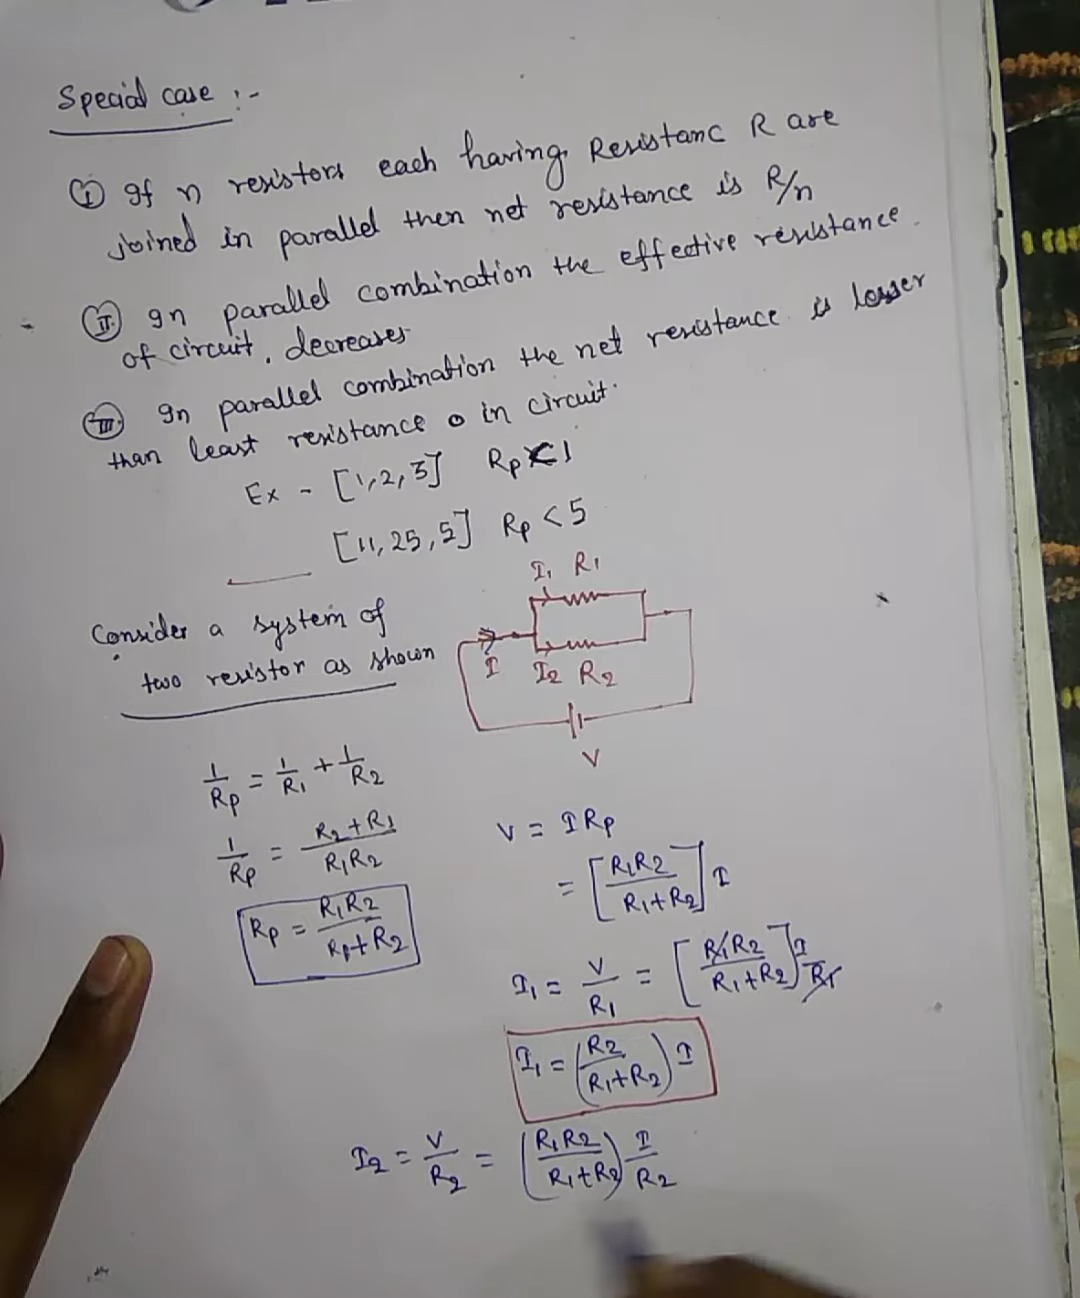 Special case :-
(I) If n resistors each having Resistanc R are
joined in parallel then net resistance is R/n
(II) In parallel combination the effective resistance
of circuit, decreases
(III) In parallel combination the net resistance is lesser
than least resistance in circuit.
Ex - [1,2,3] Rp < 1
[11, 25, 5] Rp < 5
I1 R1
Consider a system of
two resistor as shown
I I2 R2
V
1/Rp = 1/R1 + 1/R2
1/Rp = (R2 + R1)/(R1R2)
Rp = R1R2/(R1+R2)
V = I Rp
= [R1R2/(R1+R2)] I
I1 = V/R1 = [R1R2/(R1+R2)] I/R1
I1 = (R2/(R1+R2)) I
I2 = V/R2 = (R1R2/(R1+R2)) I/R2